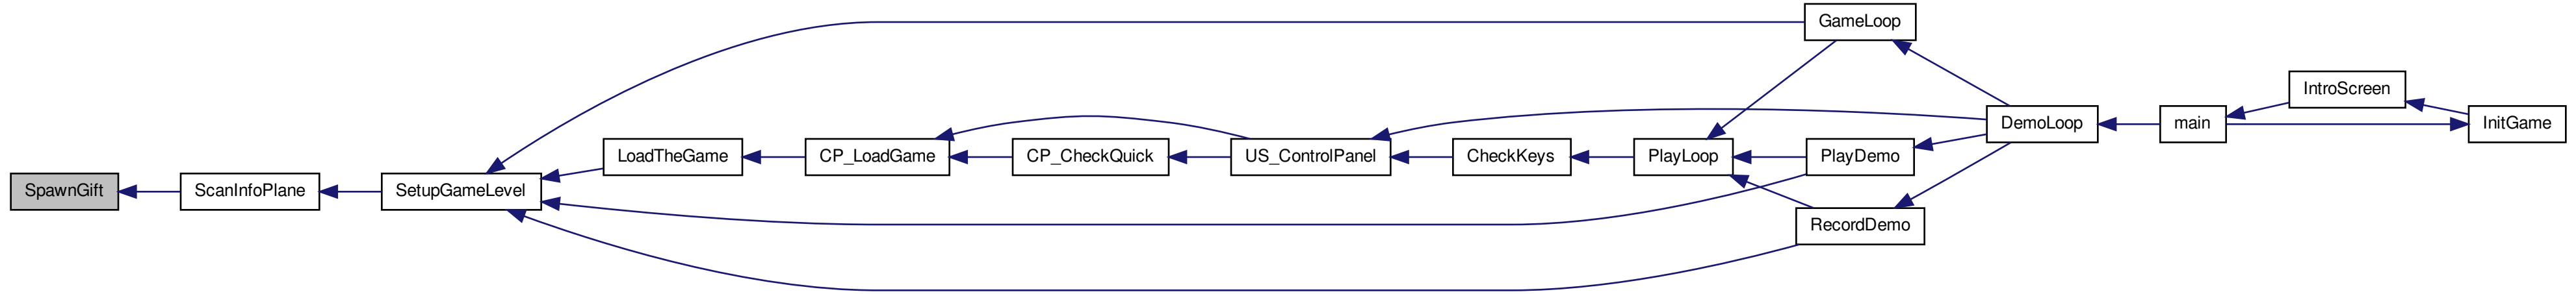 SpawnGift
ScanInfoPlane
SetupGameLevel
GameLoop
LoadTheGame
CP_LoadGame
CP_CheckQuick
US_ControlPanel
CheckKeys
PlayLoop
PlayDemo
RecordDemo
DemoLoop
main
IntroScreen
InitGame